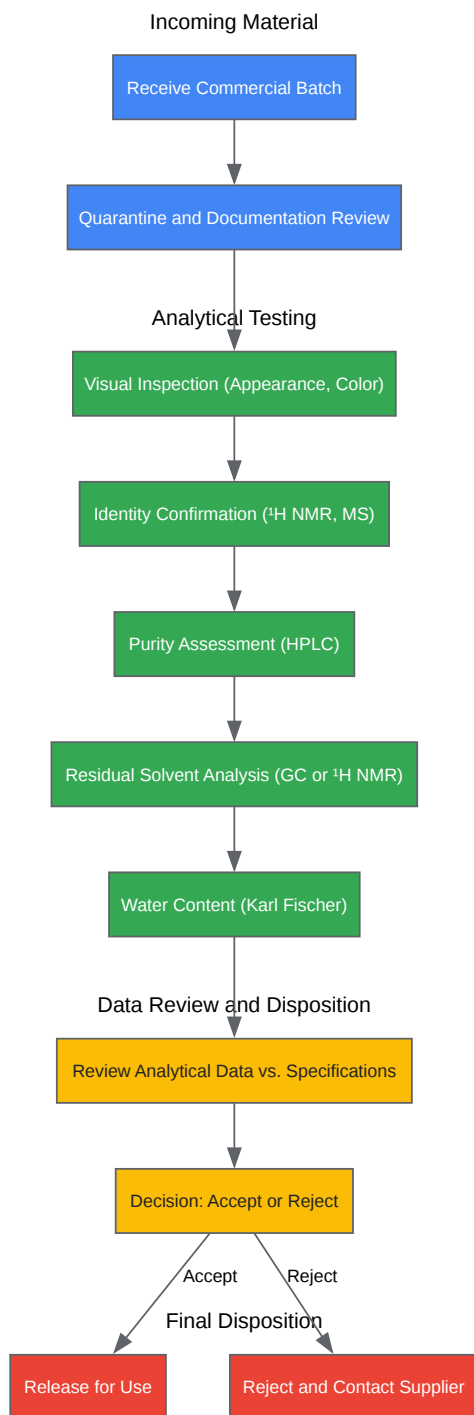 Incoming Material
Receive Commercial Batch
Quarantine and Documentation Review
Analytical Testing
Visual Inspection (Appearance, Color)
Identity Confirmation (¹H NMR, MS)
Purity Assessment (HPLC)
Residual Solvent Analysis (GC or ¹H NMR)
Water Content (Karl Fischer)
Data Review and Disposition
Review Analytical Data vs. Specifications
Decision: Accept or Reject
Accept
Reject
Final Disposition
Release for Use
Reject and Contact Supplier